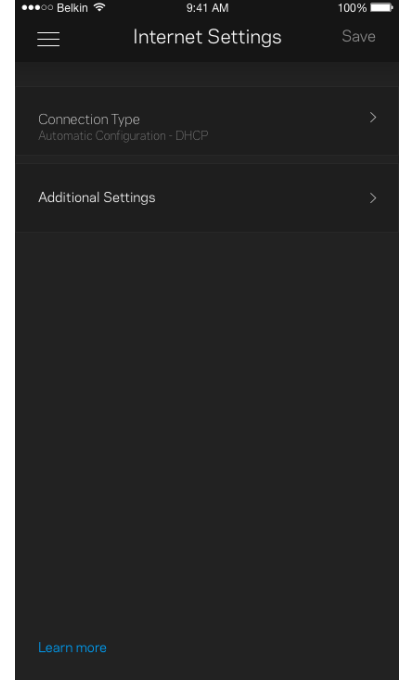 Belkin 9:41 AM 100%
Internet Settings Save
Connection Type
Automatic Configuration - DHCP
Additional Settings
Learn more